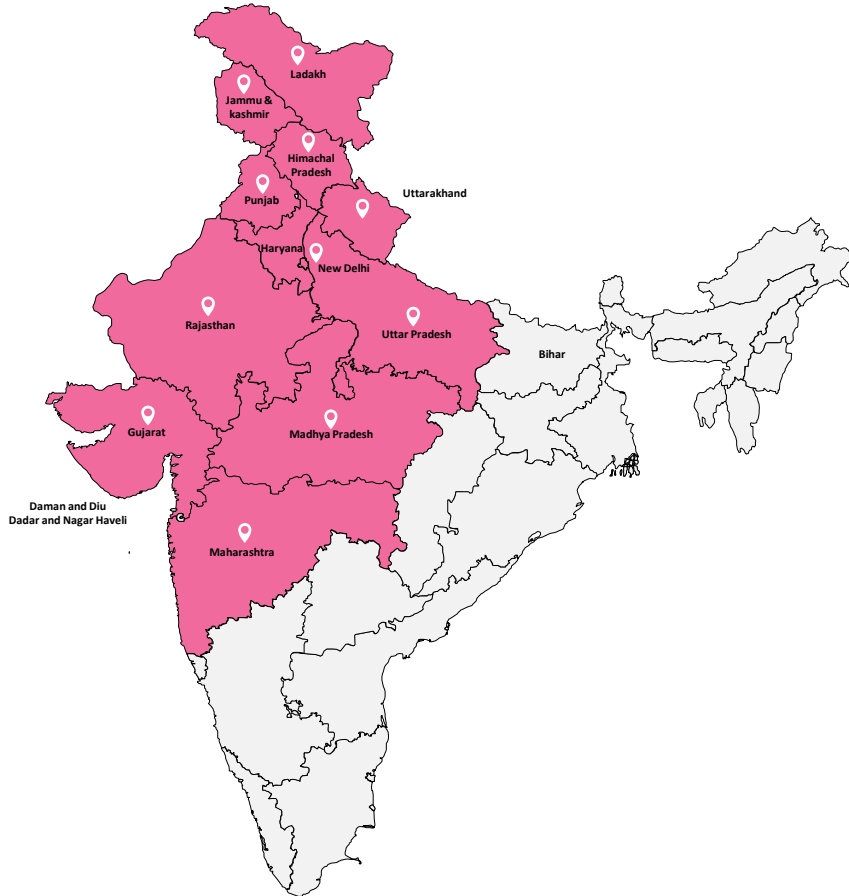 Ladakh
Jammu &
kashmir
Himachal
Pradesh
Punjab
Uttarakhand
Haryana
New Delhi
Rajasthan
Uttar Pradesh
Bihar
Gujarat
Madhya Pradesh
Daman and Diu
Dadar and Nagar Haveli
Maharashtra